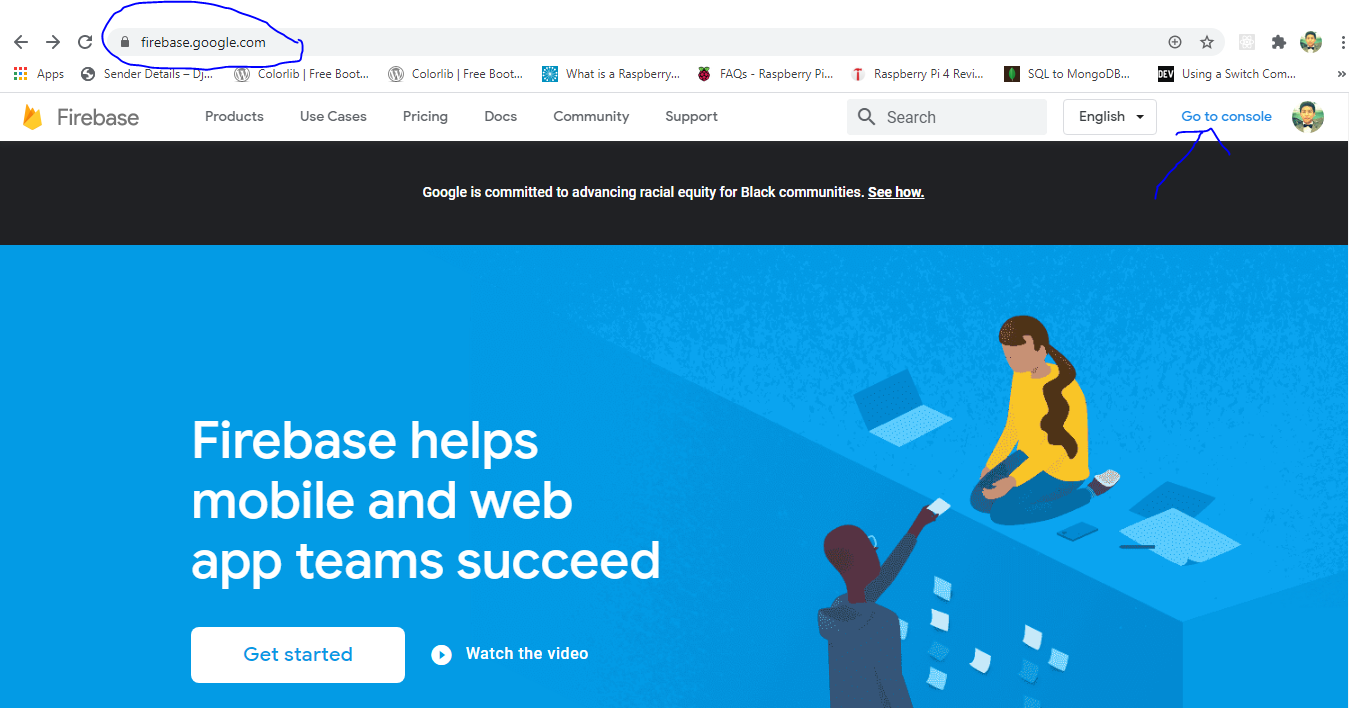 firebase.google.com
Apps
Sender Details – Dj...
Colorlib | Free Boot...
Colorlib | Free Boot...
What is a Raspberry...
FAQs - Raspberry Pi...
Raspberry Pi 4 Revi...
SQL to MongoDB...
DEV
Using a Switch Com...
»
Firebase
Products
Use Cases
Pricing
Docs
Community
Support
Search
English
Go to console
Google is committed to advancing racial equity for Black communities. See how.
Firebase helps
mobile and web
app teams succeed
Get started
Watch the video